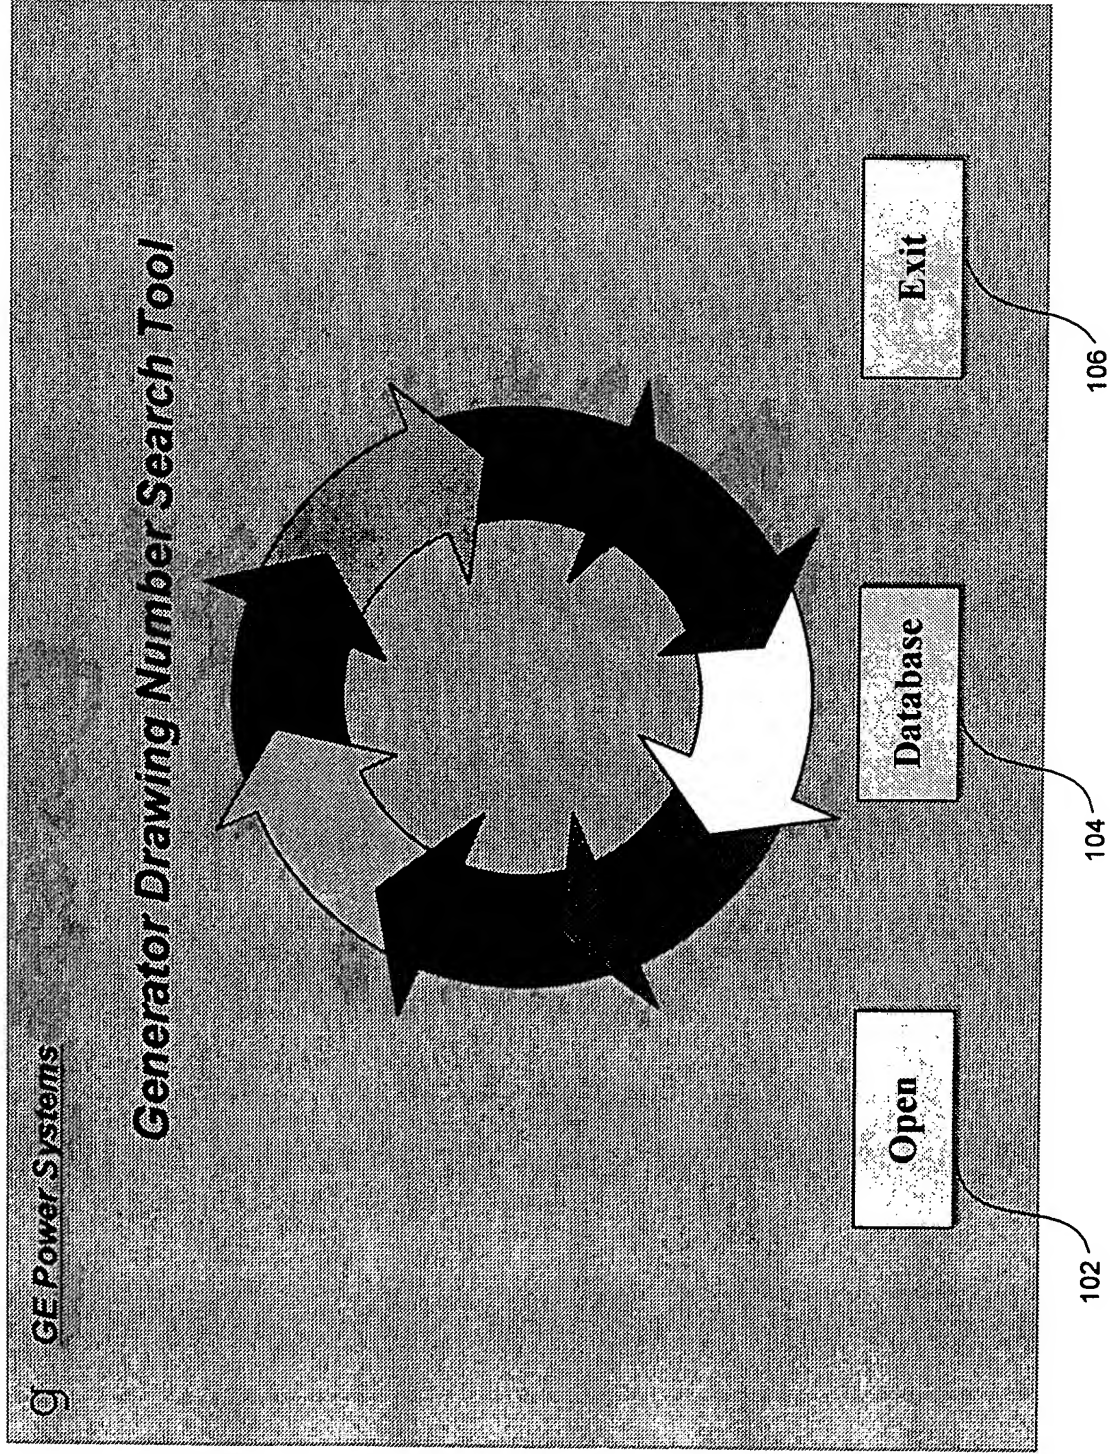 g GE Power Systems
Generator Drawing Number Search Tool
Open
Database
Exit
102
104
106